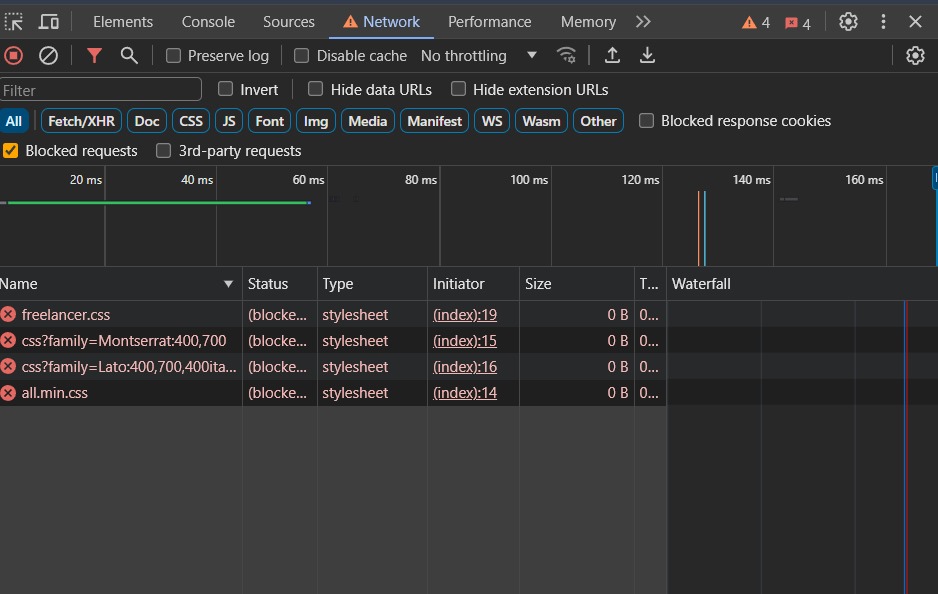 Elements Console Sources Network Performance Memory 4 4
Preserve log Disable cache No throttling
Filter Invert Hide data URLs Hide extension URLs
All Fetch/XHR Doc CSS JS Font Img Media Manifest WS Wasm Other Blocked response cookies
Blocked requests 3rd-party requests
20 ms 40 ms 60 ms 80 ms 100 ms 120 ms 140 ms 160 ms
Name Status Type Initiator Size T... Waterfall
freelancer.css (blocke... stylesheet (index):19 0 B 0...
css?family=Montserrat:400,700 (blocke... stylesheet (index):15 0 B 0...
css?family=Lato:400,700,400ita... (blocke... stylesheet (index):16 0 B 0...
all.min.css (blocke... stylesheet (index):14 0 B 0...